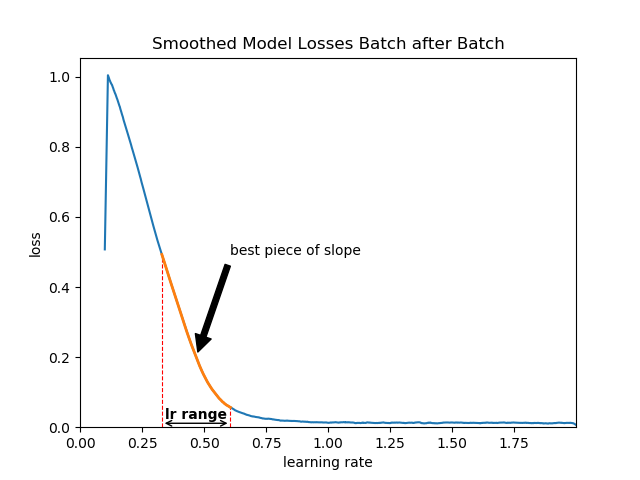 Smoothed Model Losses Batch after Batch
1.0
0.8
loss
0.6
best piece of slope
0.4
0.2
lr range
0.0
0.00 0.25 0.50 0.75 1.00 1.25 1.50 1.75
learning rate